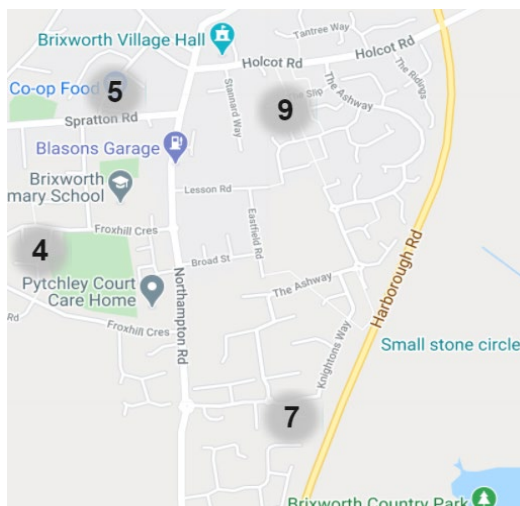 Tantree Way
Brixworth Village Hall
Holcot Rd
Holcot Rd
The Ridings
Co-op Food
5
Stannard Way
9
Slip
The Ashway
Spratton Rd
Blasons Garage
Brixworth
mary School
Lesson Rd
Eastfield Rd
Froxhill Cres
4
Broad St
Harborough Rd
Northampton Rd
Pytchley Court
Care Home
The Ashway
Rd
Froxhill Cres
Knightons Way
Small stone circle
7
Brixworth Country Park